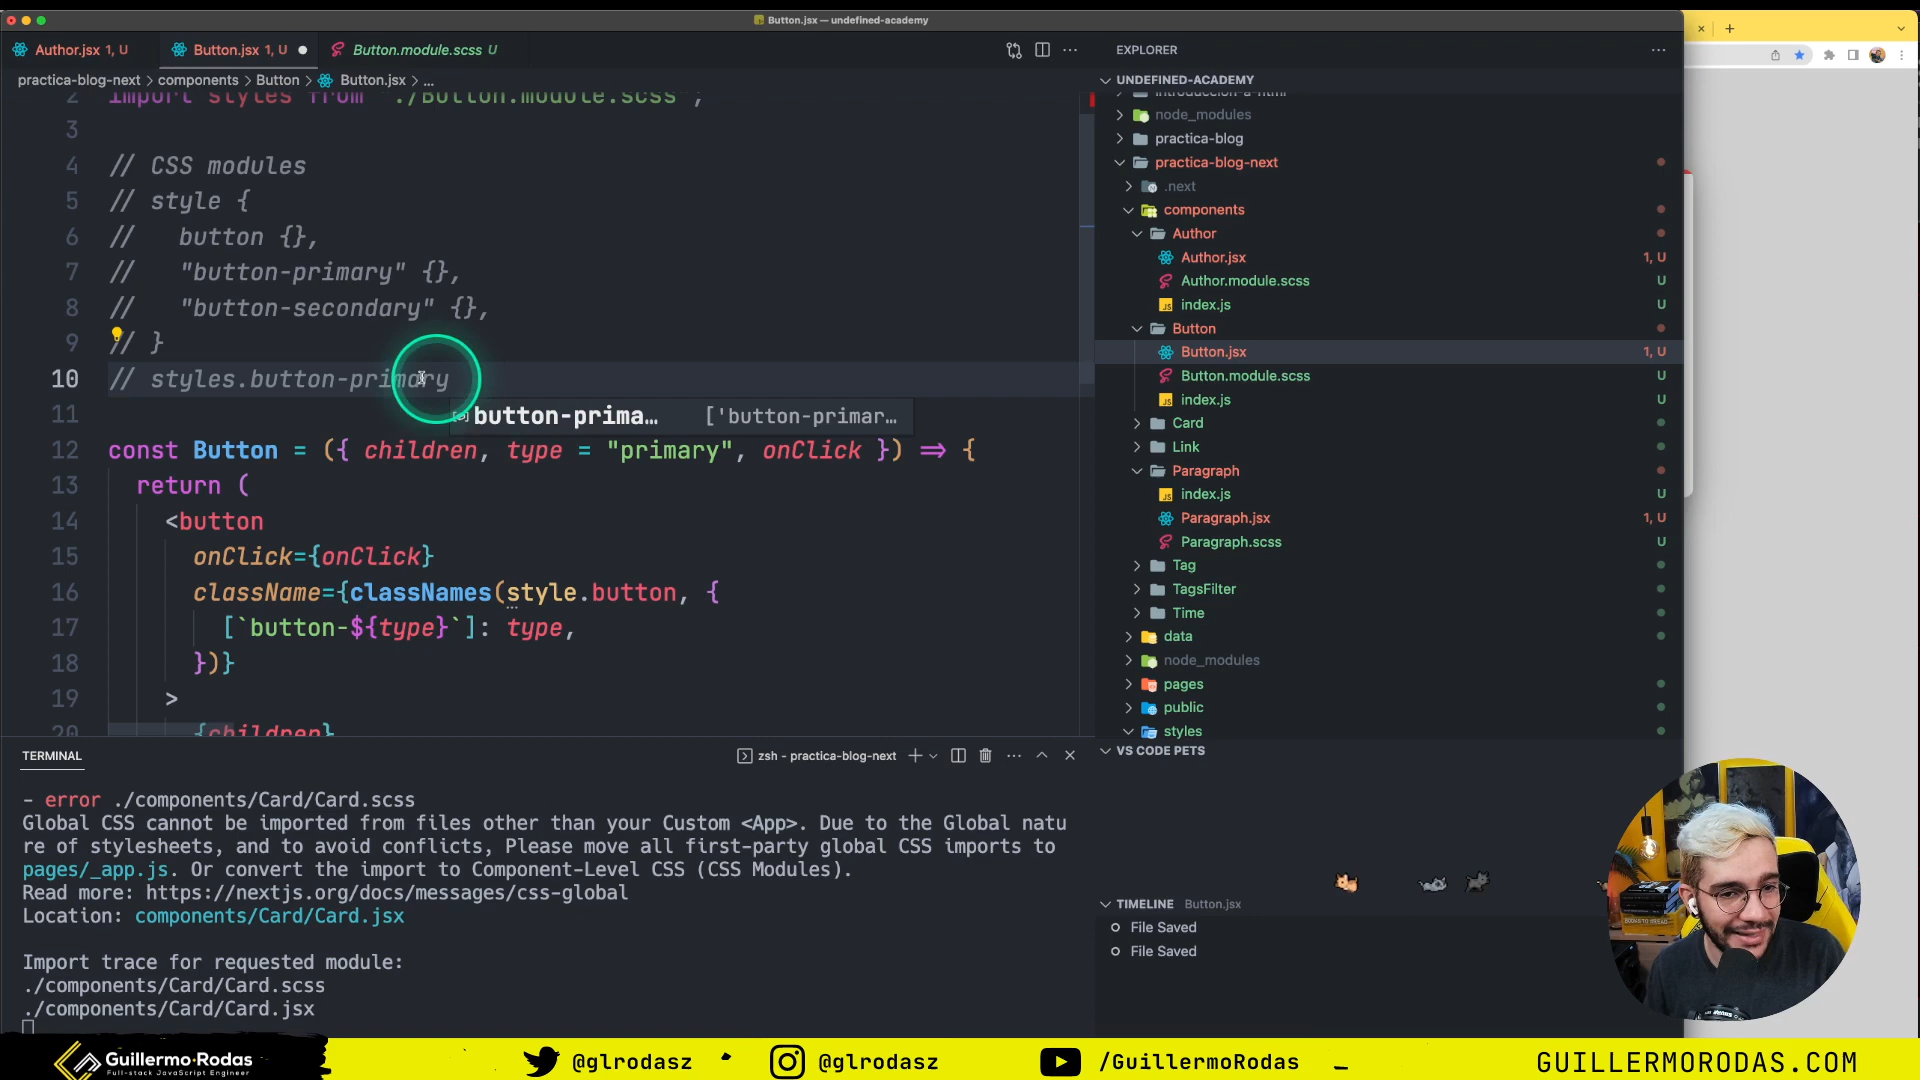 Button.jsx — undefined-academy
Author.jsx 1, U
Button.jsx 1, U
Button.module.scss U
practica-blog-next > components > Button > Button.jsx > ...
2 import styles from "./Button.module.scss";
3
4 // CSS modules
5 // style {
6 //   button {},
7 //   "button-primary" {},
8 //   "button-secondary" {},
9 // }
10 // styles.button-primary
button-prima… ['button-primar…
11
12 const Button = ({ children, type = "primary", onClick }) => {
13 return (
14 <button
15 onClick={onClick}
16 className={classNames(style.button, {
17 [`button-${type}`]: type,
18 })}
19 >
20 {children}
TERMINAL
zsh - practica-blog-next
- error ./components/Card/Card.scss
Global CSS cannot be imported from files other than your Custom <App>. Due to the Global natu
re of stylesheets, and to avoid conflicts, Please move all first-party global CSS imports to
pages/_app.js. Or convert the import to Component-Level CSS (CSS Modules).
Read more: https://nextjs.org/docs/messages/css-global
Location: components/Card/Card.jsx
Import trace for requested module:
./components/Card/Card.scss
./components/Card/Card.jsx
EXPLORER
UNDEFINED-ACADEMY
introduccion-a-html
node_modules
practica-blog
practica-blog-next
.next
components
Author
Author.jsx 1, U
Author.module.scss U
index.js U
Button
Button.jsx 1, U
Button.module.scss U
index.js U
Card
Link
Paragraph
index.js U
Paragraph.jsx 1, U
Paragraph.scss U
Tag
TagsFilter
Time
data
node_modules
pages
public
styles
VS CODE PETS
TIMELINE Button.jsx
File Saved
File Saved
Guillermo Rodas
Full-stack JavaScript Engineer
@glrodasz
@glrodasz
/GuillermoRodas
GUILLERMORODAS.COM